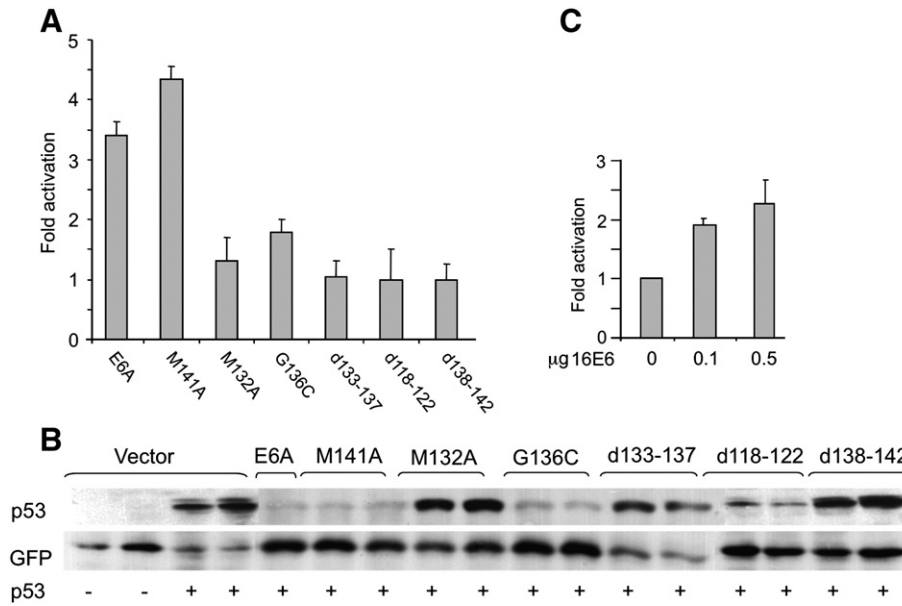 A
Fold activation
5
4
3
2
1
0
E6A
M141A
M132A
G136C
d133-137
d118-122
d138-142
C
Fold activation
3
2
1
0
μg16E6 0 0.1 0.5
B
Vector E6A M141A M132A G136C d133-137 d118-122 d138-142
p53
GFP
p53 - - + + + + + + + + + + + + + + +